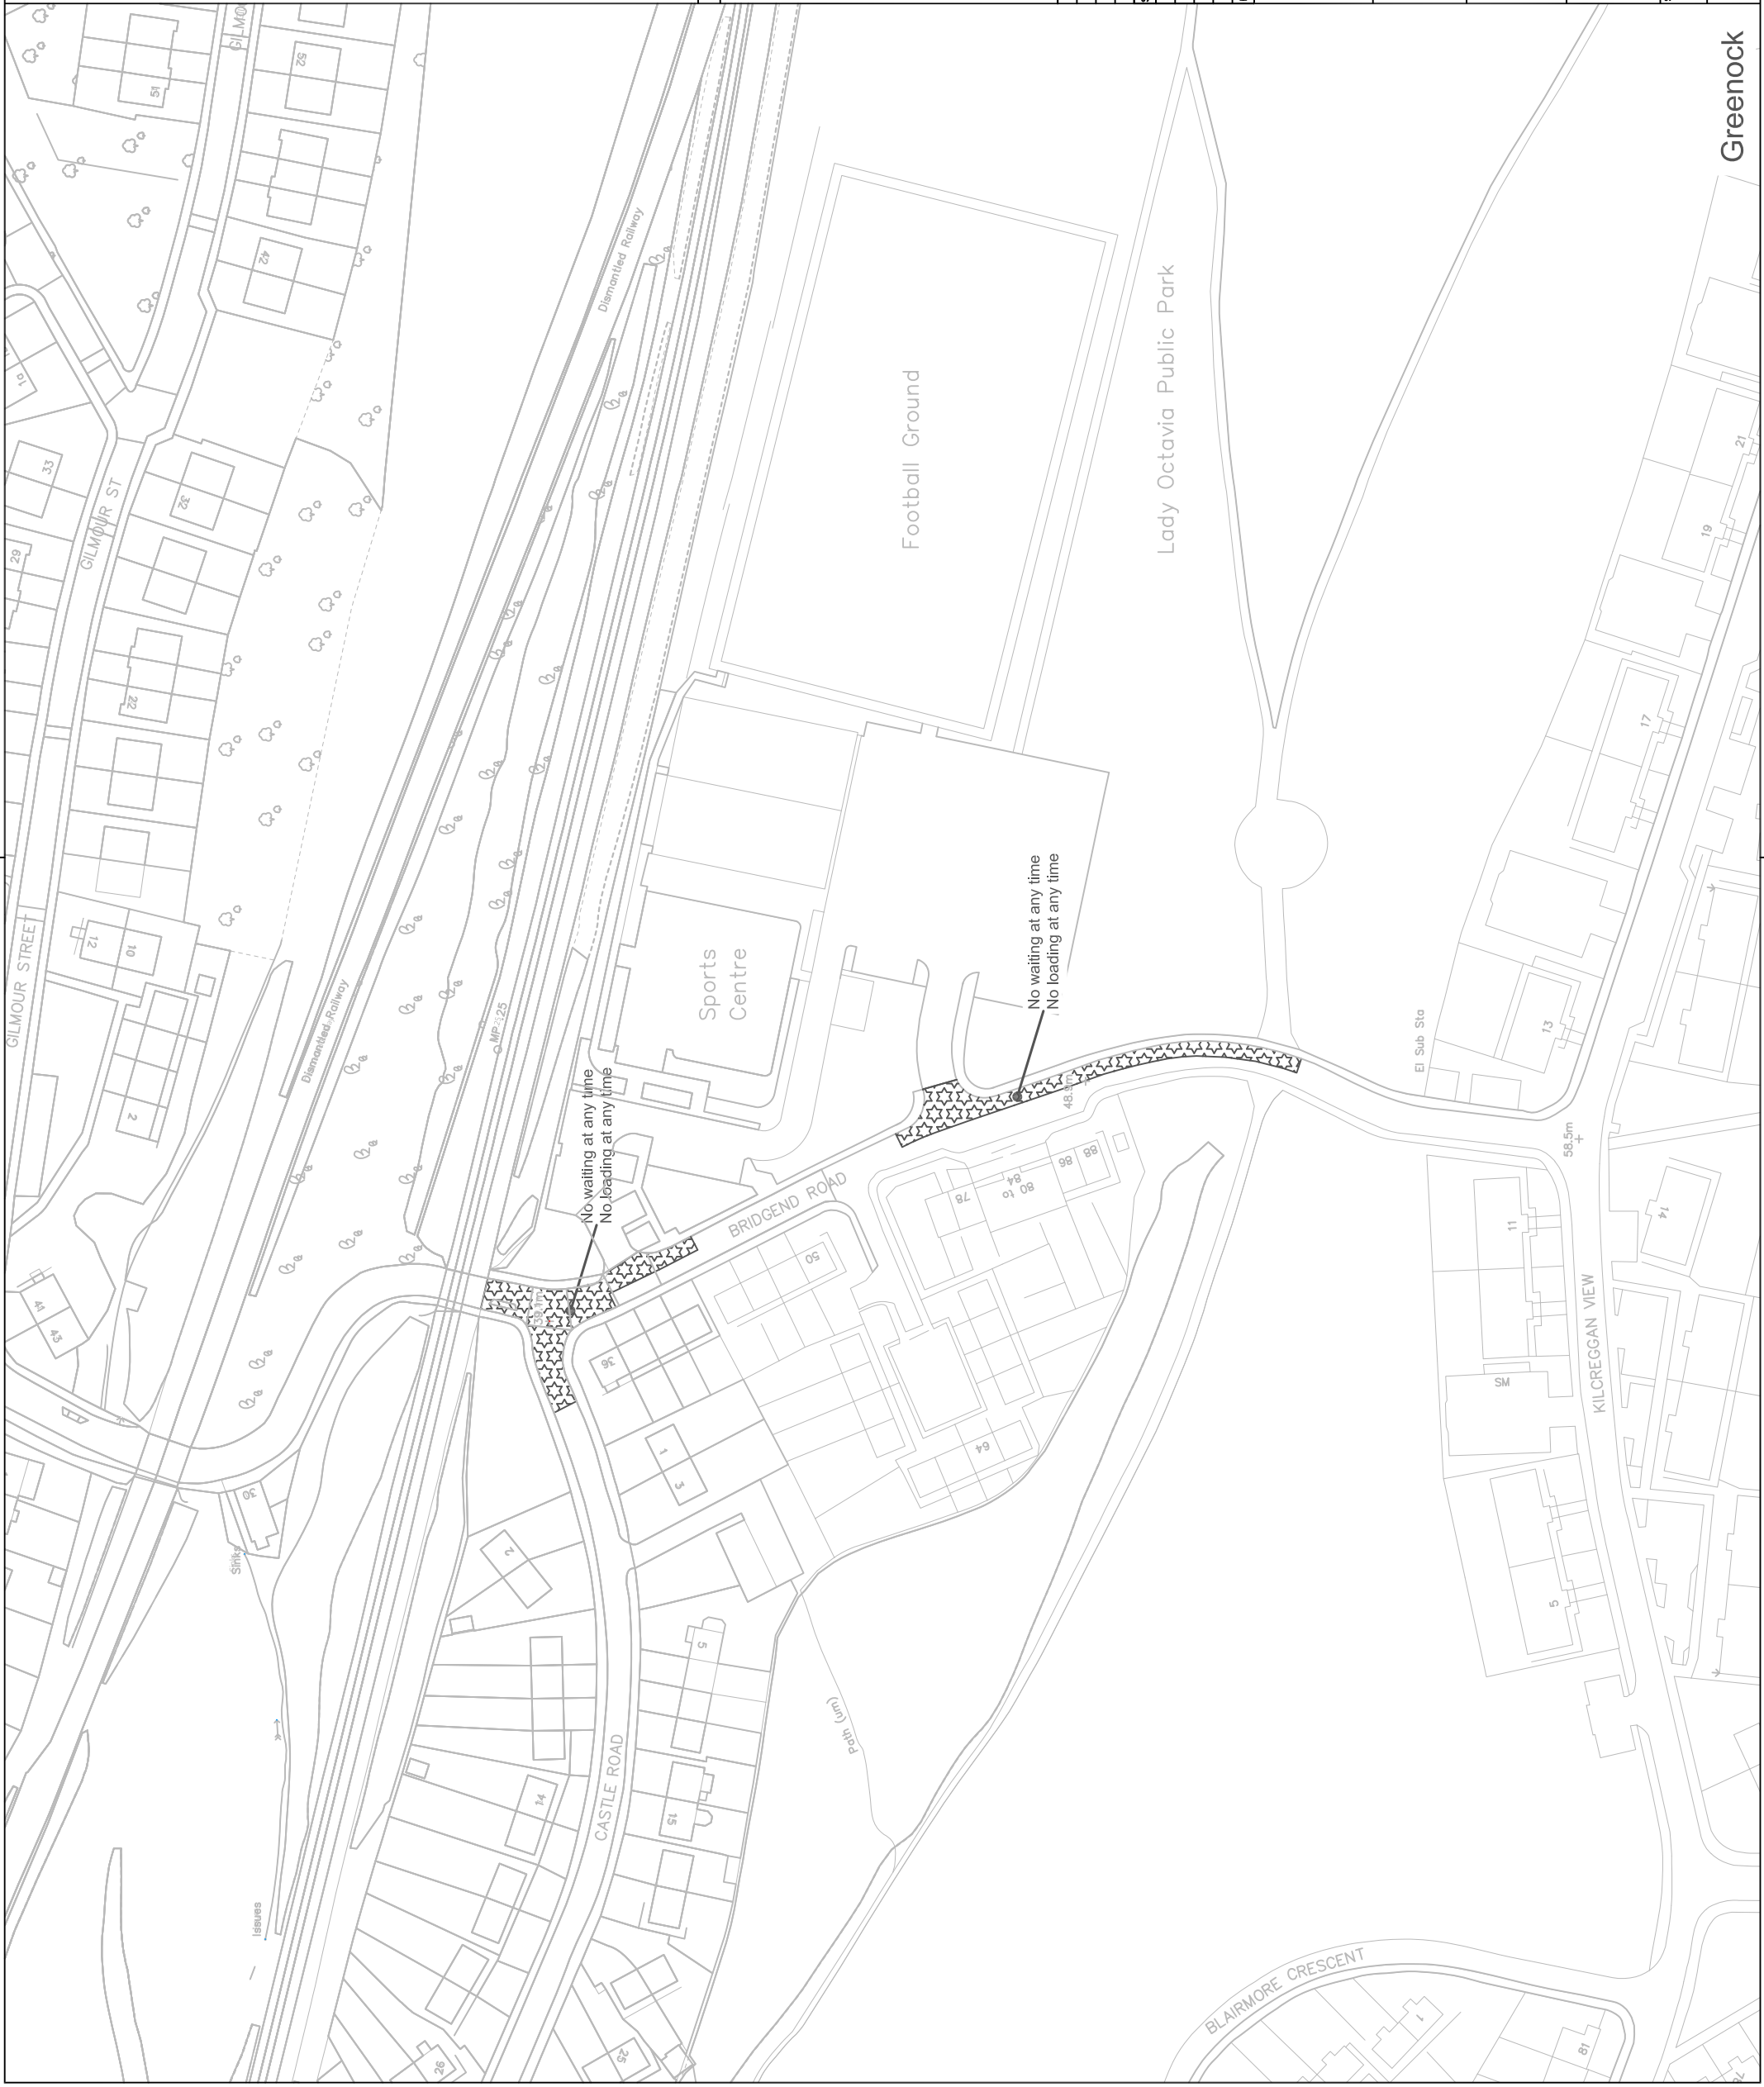 Greenock
GILMOUR STREET
GILMOUR ST
51
52
42
33
32
29
22
12
10
2
41
43
30
Dismantled Railway
Dismantled Railway
Football Ground
Lady Octavia Public Park
Sports
Centre
No waiting at any time
No loading at any time
No waiting at any time
No loading at any time
48.9m
BRIDGEND ROAD
50
78
80 to
84
86
88
36
1
3
64
Sinks
2
5
15
14
CASTLE ROAD
Path (um)
Issues
26
25
El Sub Sta
58.5m
13
17
19
21
11
14
SM
5
KILCREGGAN VIEW
BLAIRMORE CRESCENT
1
81